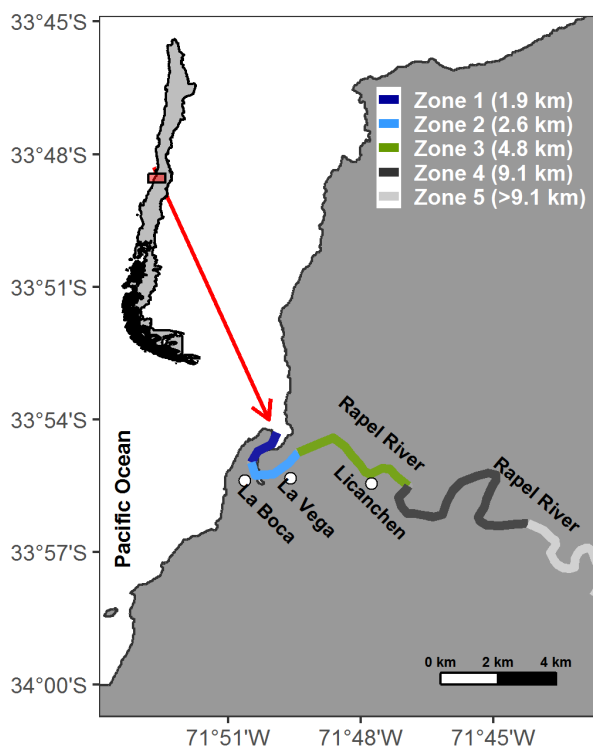 33°45'S
33°48'S
33°51'S
33°54'S
33°57'S
34°00'S
Zone 1 (1.9 km)
Zone 2 (2.6 km)
Zone 3 (4.8 km)
Zone 4 (9.1 km)
Zone 5 (>9.1 km)
Pacific Ocean
Rapel River
Rapel River
La Boca
La Vega
Licanchen
0 km 2 km 4 km
71°51'W 71°48'W 71°45'W